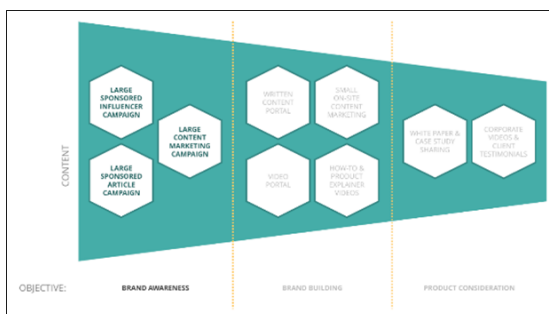 LARGE
SPONSORED
INFLUENCER
CAMPAIGN
LARGE
CONTENT
MARKETING
CAMPAIGN
LARGE
SPONSORED
ARTICLE
CAMPAIGN
WRITTEN
CONTENT
PORTAL
SMALL
ON-SITE
CONTENT
MARKETING
VIDEO
PORTAL
HOW-TO &
PRODUCT
EXPLAINER
VIDEOS
WHITE PAPER &
CASE STUDY
SHARING
CORPORATE
VIDEOS &
CLIENT
TESTIMONIALS
CONTENT
OBJECTIVE: BRAND AWARENESS BRAND BUILDING PRODUCT CONSIDERATION